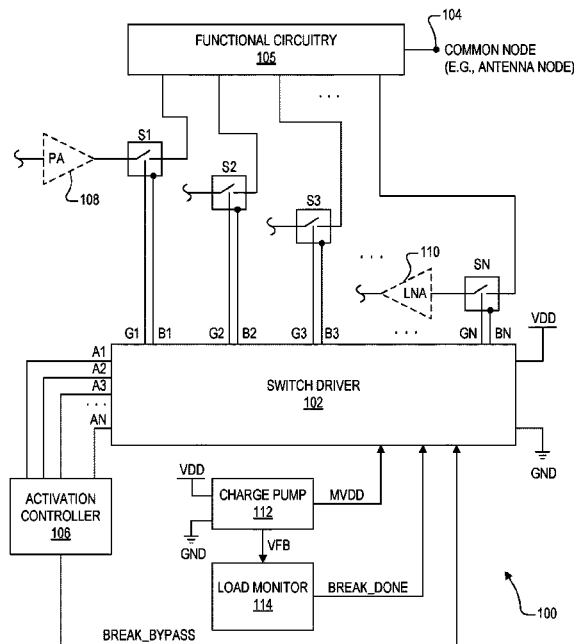 104
FUNCTIONAL CIRCUITRY
105
COMMON NODE
(E.G., ANTENNA NODE)
. . .
S1
PA
108
S2
S3
. . .
110
LNA
SN
. . .
G1 B1 G2 B2 G3 B3 GN BN
VDD
A1
A2
A3
. . .
AN
SWITCH DRIVER
102
GND
ACTIVATION
CONTROLLER
106
VDD
CHARGE PUMP
112
MVDD
GND
VFB
LOAD MONITOR
114
BREAK_DONE
100
BREAK_BYPASS